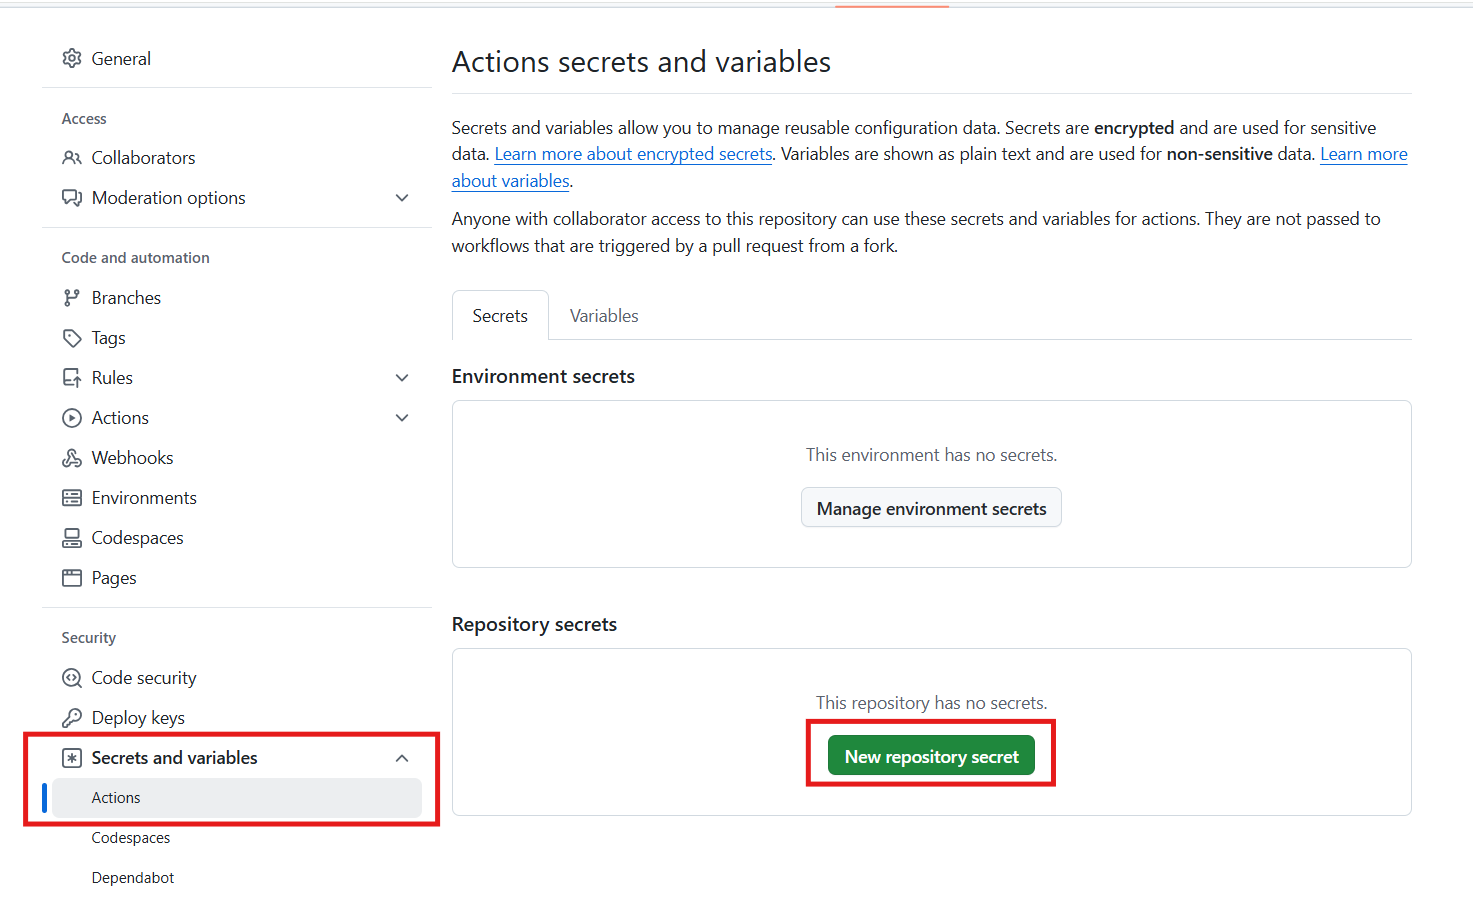 General
Access
Collaborators
Moderation options
Code and automation
Branches
Tags
Rules
Actions
Webhooks
Environments
Codespaces
Pages
Security
Code security
Deploy keys
Secrets and variables
Actions
Codespaces
Dependabot
Actions secrets and variables
Secrets and variables allow you to manage reusable configuration data. Secrets are encrypted and are used for sensitive
data. Learn more about encrypted secrets. Variables are shown as plain text and are used for non-sensitive data. Learn more
about variables.
Anyone with collaborator access to this repository can use these secrets and variables for actions. They are not passed to
workflows that are triggered by a pull request from a fork.
Secrets
Variables
Environment secrets
This environment has no secrets.
Manage environment secrets
Repository secrets
This repository has no secrets.
New repository secret